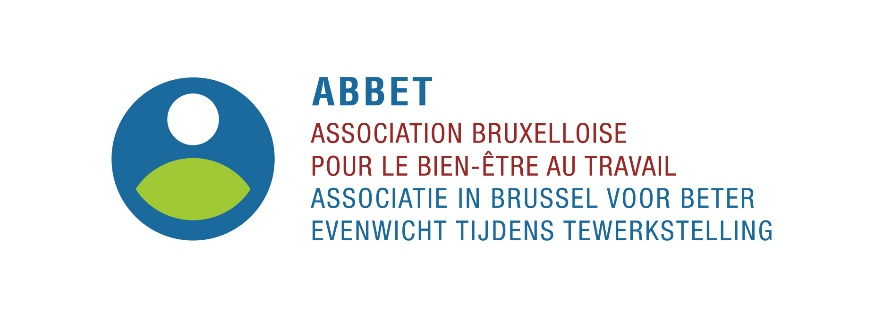 ABBET
ASSOCIATION BRUXELLOISE
POUR LE BIEN-ÊTRE AU TRAVAIL
ASSOCIATIE IN BRUSSEL VOOR BETER
EVENWICHT TIJDENS TEWERKSTELLING